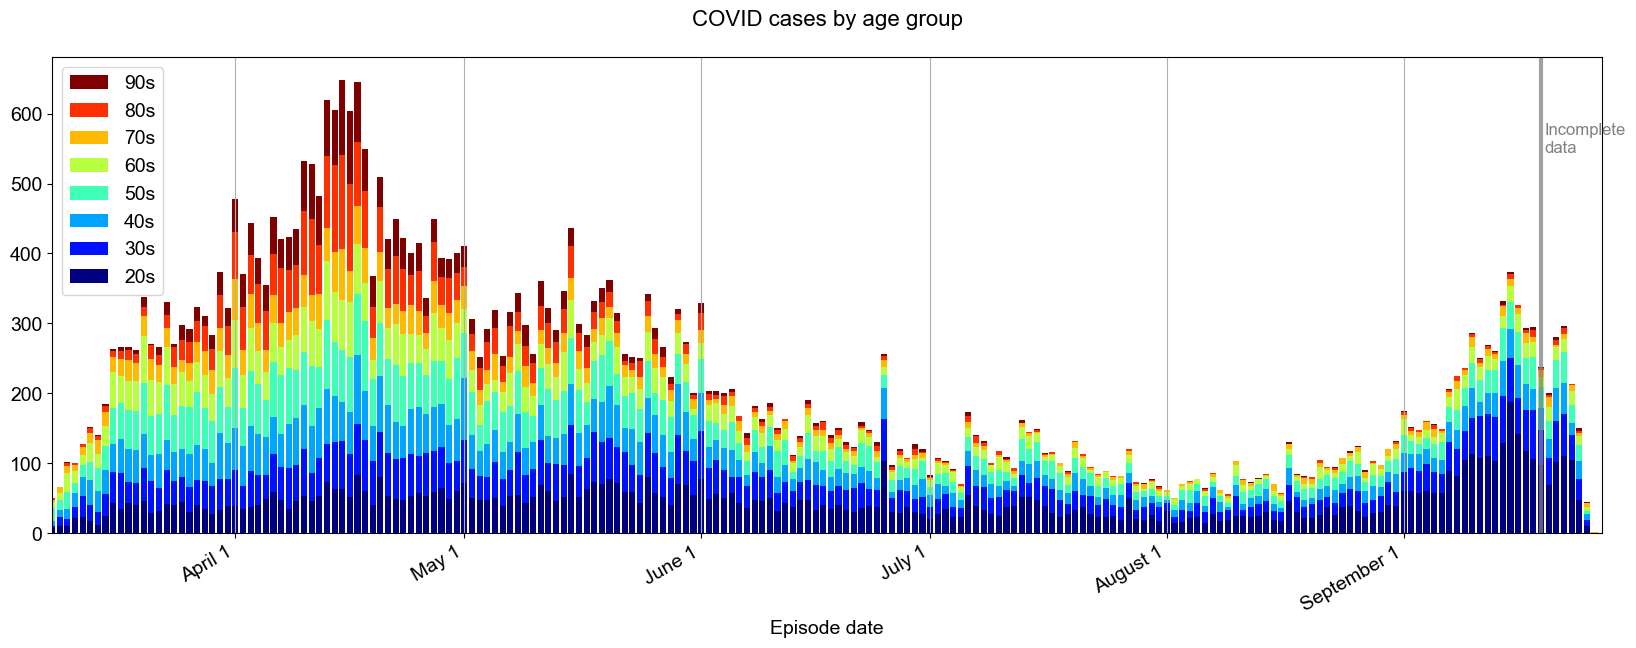 COVID cases by age group
600
500
400
300
200
100
0
90s
80s
70s
60s
50s
40s
30s
20s
Incomplete
data
April 1
May 1
June 1
July 1
August 1
September 1
Episode date